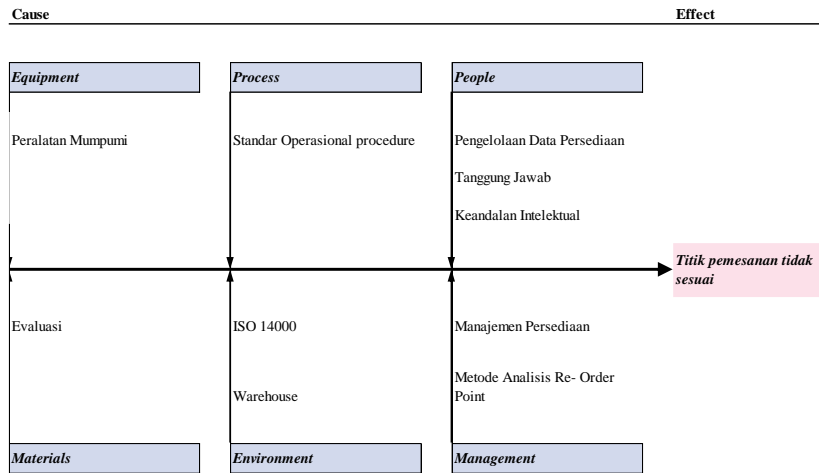 Cause
Effect
Equipment
Process
People
Peralatan Mumpumi
Standar Operasional procedure
Pengelolaan Data Persediaan
Tanggung Jawab
Keandalan Intelektual
Titik pemesanan tidak
sesuai
Evaluasi
ISO 14000
Manajemen Persediaan
Warehouse
Metode Analisis Re- Order
Point
Materials
Environment
Management